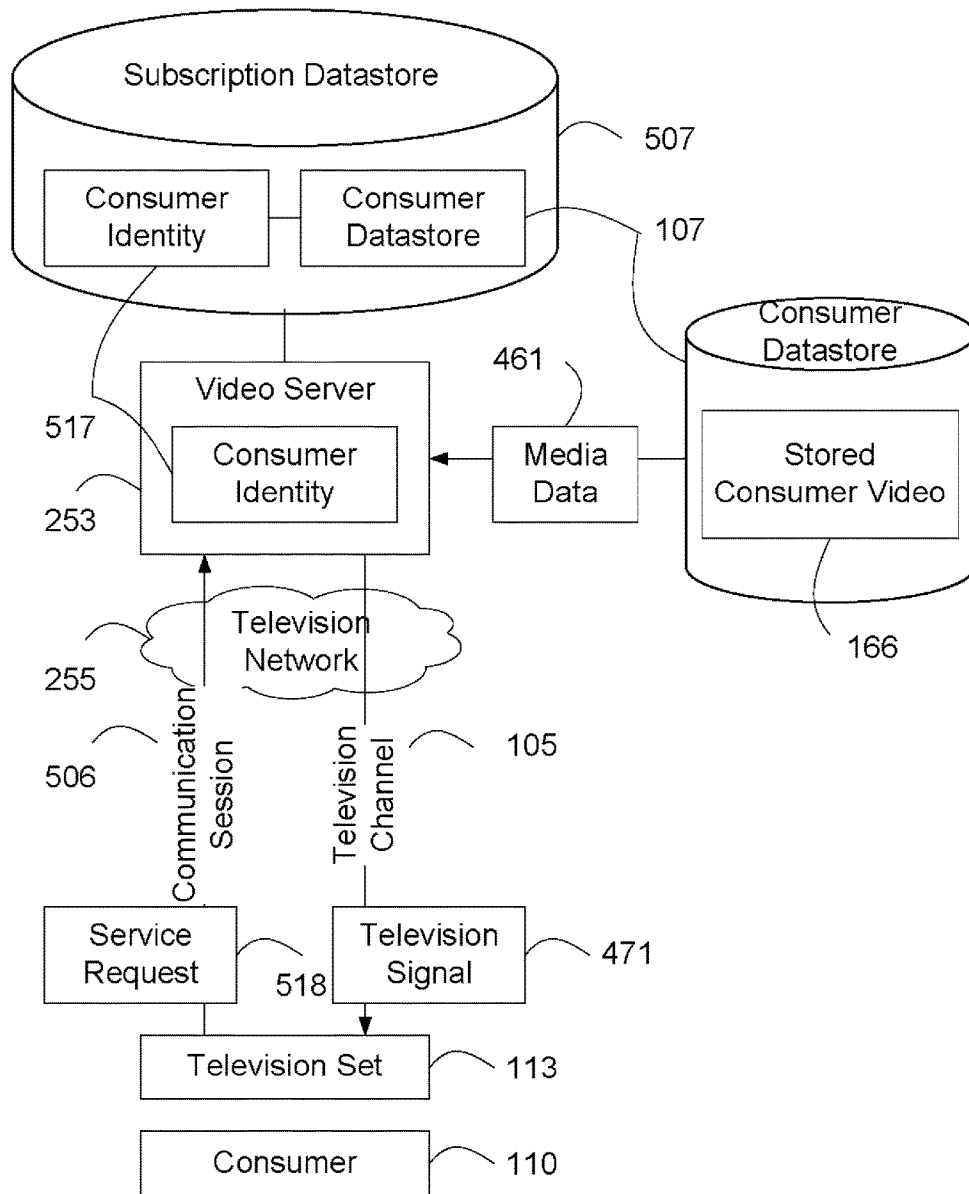 Subscription Datastore
507
Consumer
Identity
Consumer
Datastore
107
Consumer
Datastore
461
Video Server
517
Consumer
Identity
Media
Data
Stored
Consumer Video
253
Television
Network
166
255
Communication
Session
Television
Channel
105
506
Service
Request
518
Television
Signal
471
Television Set
113
Consumer
110